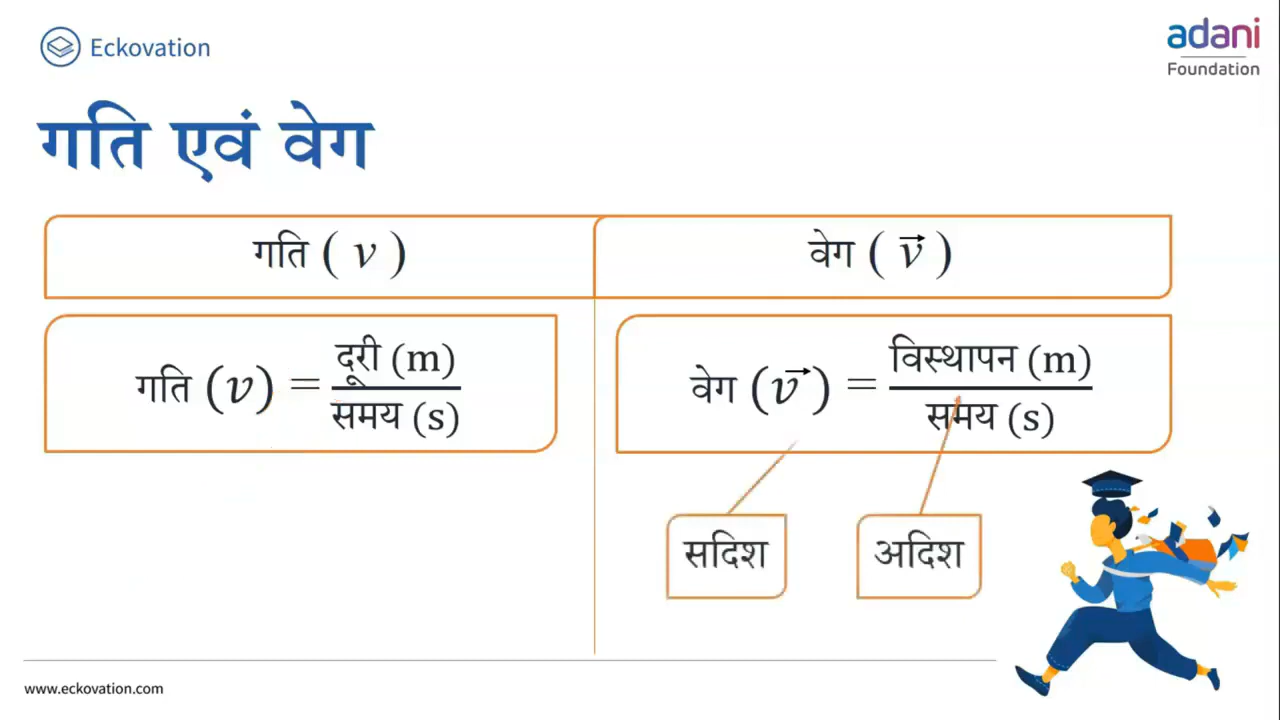 Eckovation
adani
Foundation
गति एवं वेग
गति ( v )
वेग ( v⃗ )
गति (v) = दूरी (m) / समय (s)
वेग (v⃗) = विस्थापन (m) / समय (s)
सदिश
अदिश
www.eckovation.com